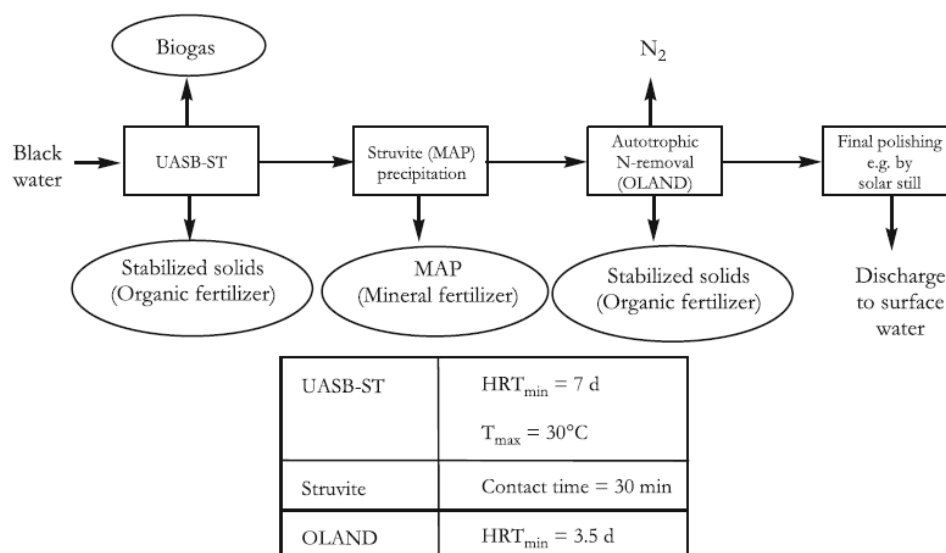 Biogas
N₂
Black
water
UASB-ST
Struvite (MAP)
precipitation
Autotrophic
N-removal
(OLAND)
Final polishing
e.g. by
solar still
Stabilized solids
(Organic fertilizer)
MAP
(Mineral fertilizer)
Stabilized solids
(Organic fertilizer)
Discharge
to surface
water
UASB-ST
HRTmin = 7 d
Tmax = 30°C
Struvite
Contact time = 30 min
OLAND
HRTmin = 3.5 d